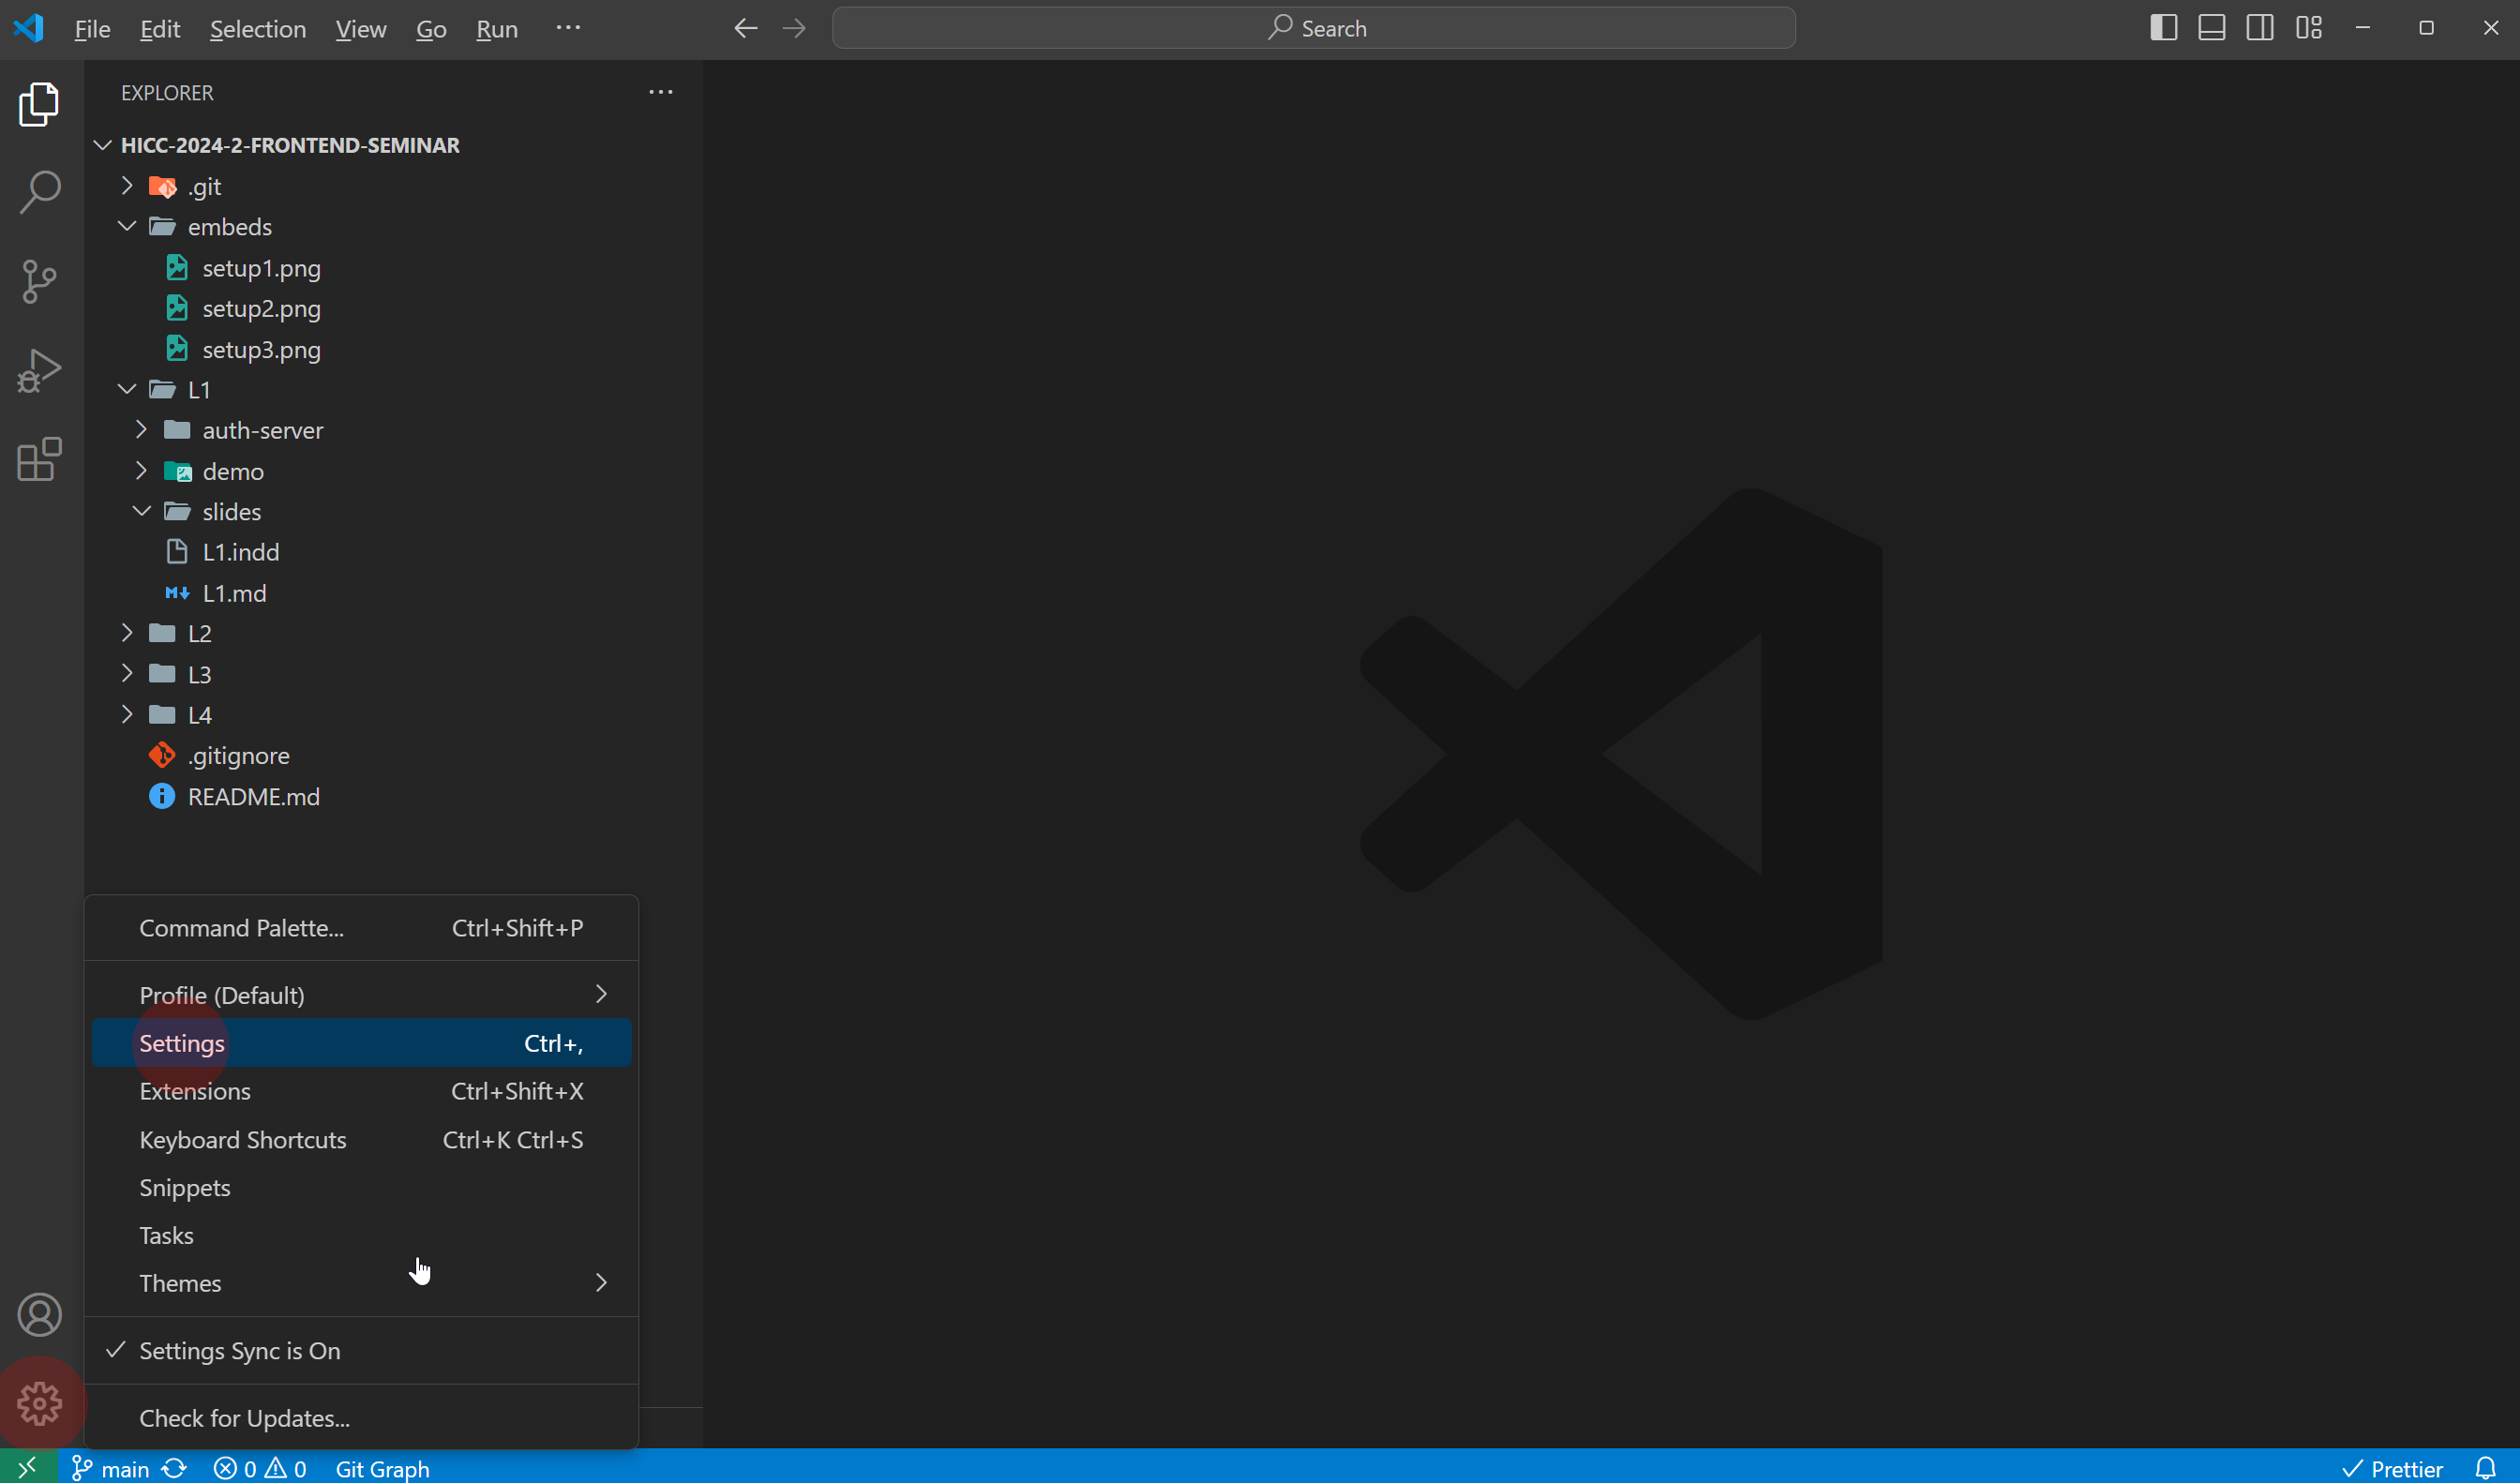 File Edit Selection View Go Run ··· Search
EXPLORER ···
HICC-2024-2-FRONTEND-SEMINAR
.git
embeds
setup1.png
setup2.png
setup3.png
L1
auth-server
demo
slides
L1.indd
L1.md
L2
L3
L4
.gitignore
README.md
Command Palette... Ctrl+Shift+P
Profile (Default)
Settings Ctrl+,
Extensions Ctrl+Shift+X
Keyboard Shortcuts Ctrl+K Ctrl+S
Snippets
Tasks
Themes
Settings Sync is On
Check for Updates...
main 0 0 Git Graph Prettier